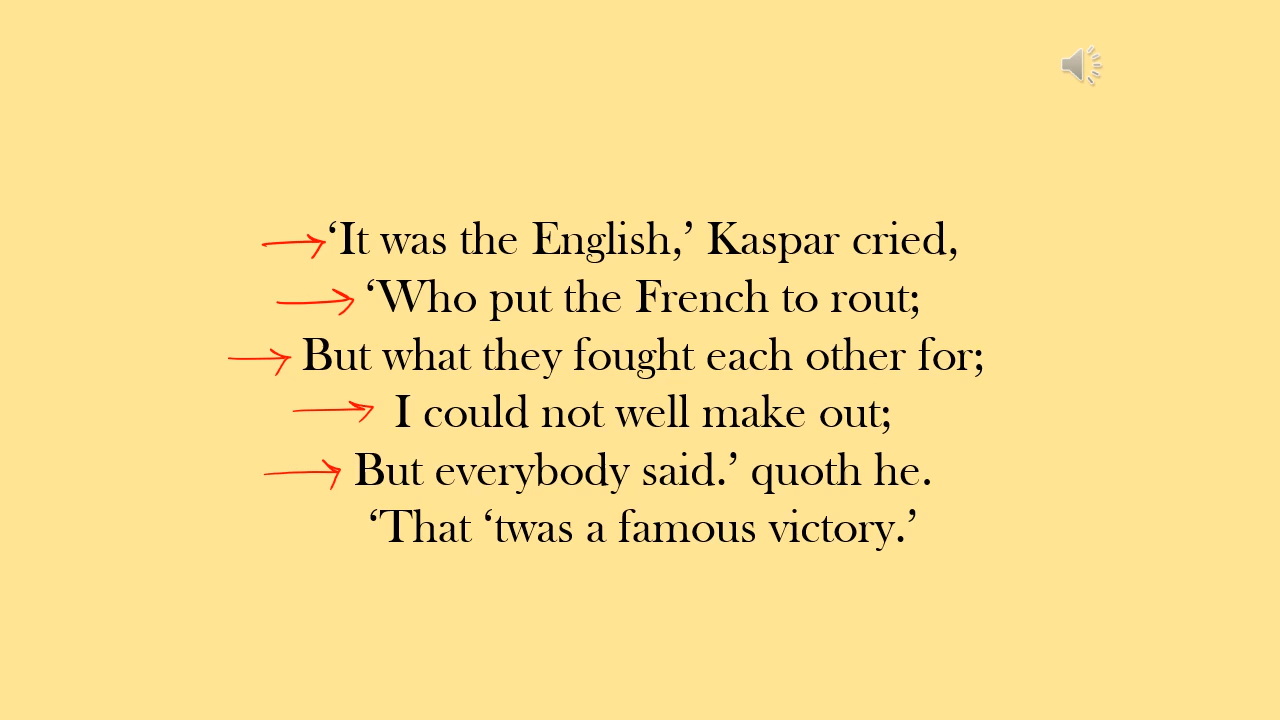 ‘It was the English,’ Kaspar cried,
‘Who put the French to rout;
But what they fought each other for;
I could not well make out;
But everybody said.’ quoth he.
‘That ‘twas a famous victory.’